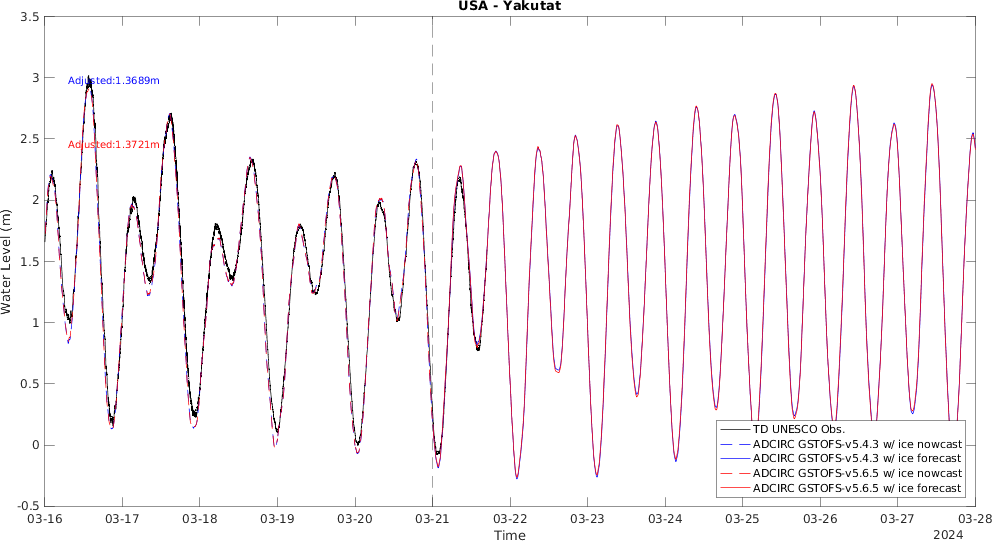 USA - Yakutat
3.5
3
2.5
2
1.5
1
0.5
0
-0.5
Water Level (m)
Adjusted:1.3689m
Adjusted:1.3721m
TD UNESCO Obs.
ADCIRC GSTOFS-v5.4.3 w/ ice nowcast
ADCIRC GSTOFS-v5.4.3 w/ ice forecast
ADCIRC GSTOFS-v5.6.5 w/ ice nowcast
ADCIRC GSTOFS-v5.6.5 w/ ice forecast
03-16 03-17 03-18 03-19 03-20 03-21 03-22 03-23 03-24 03-25 03-26 03-27 03-28
Time
2024